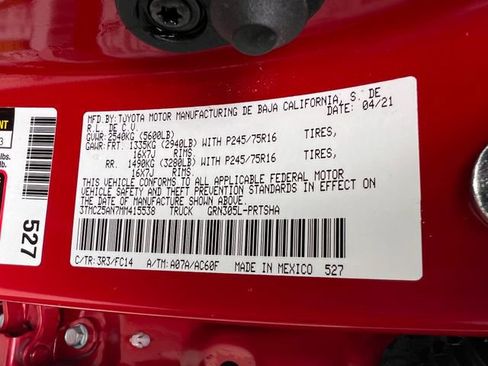 MFD.BY: TOYOTA MOTOR MANUFACTURING DE BAJA CALIFORNIA, S. DE
R.L. DE C.V. DATE: 04/21
GVWR: 2540KG (5600LB)
GAWR: FRT. 1335KG (2940LB) WITH P245/75R16 TIRES,
16X7J RIMS.
RR. 1490KG (3280LB) WITH P245/75R16 TIRES,
16X7J RIMS.
THIS VEHICLE CONFORMS TO ALL APPLICABLE FEDERAL MOTOR
VEHICLE SAFETY AND THEFT PREVENTION STANDARDS IN EFFECT ON
THE DATE OF MANUFACTURE SHOWN ABOVE.
3TMCZ5AN7MM415538 TRUCK GRN305L-PRTSHA
C/TR: 3R3/FC14 A/TM: A07A/AC60F MADE IN MEXICO 527
3
lbs.
lb.
527